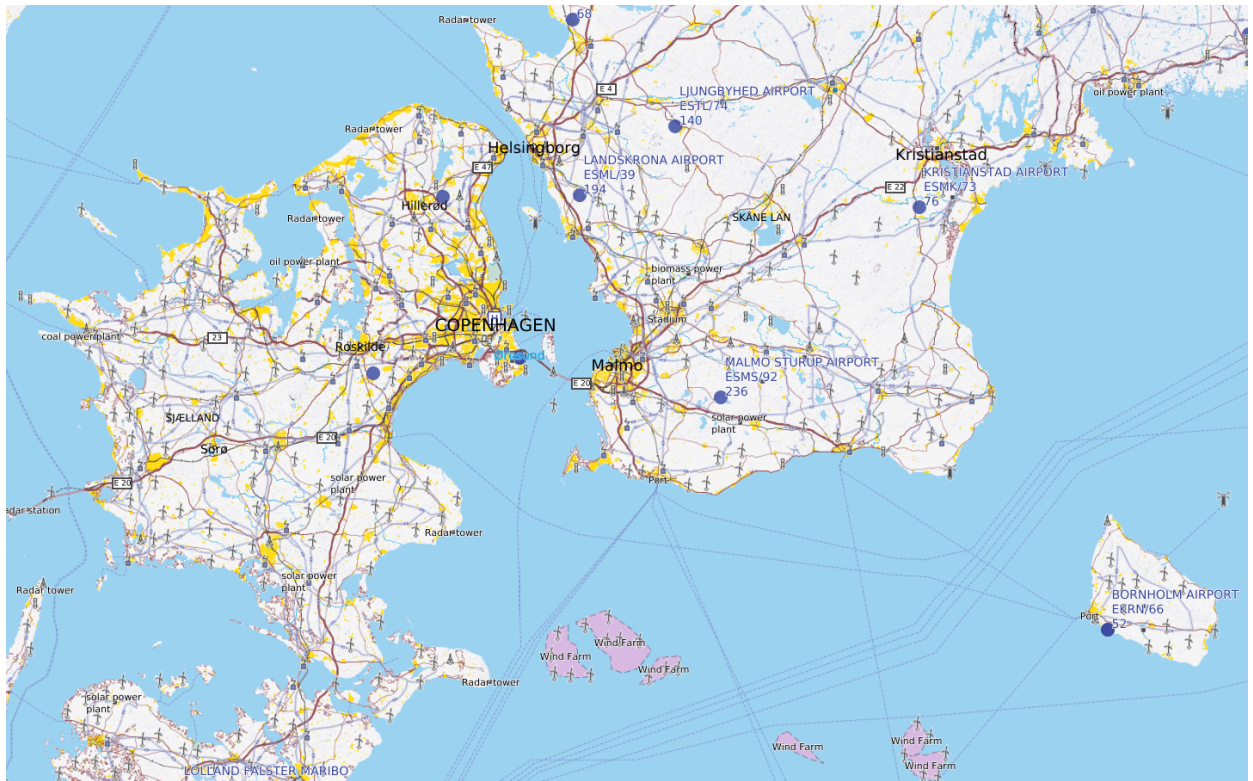 Radar tower
68
E 4
LJUNGBYHED AIRPORT
ESTL/74
140
oil power plant
Radar tower
Helsingborg
E 47
LANDSKRONA AIRPORT
ESML/39
194
Kristianstad
KRISTIANSTAD AIRPORT
ESMK/73
76
E 22
Hillerød
Radar tower
SKÅNE LÄN
oil power plant
biomass power
plant
Stadium
coal power plant
23
COPENHAGEN
Roskilde
Øresund
Malmo
E 20
MALMO STURUP AIRPORT
ESMS/92
236
solar power
plant
SJÆLLAND
Sorø
E 20
E 20
solar power
plant
Port
adar station
Radar tower
solar power
plant
Radar tower
BORNHOLM AIRPORT
EKRN/66
52
Port
Wind Farm
Wind Farm
Wind Farm
Radar tower
solar power
plant
Wind Farm
Wind Farm
Wind Farm
LOLLAND FALSTER MARIBO